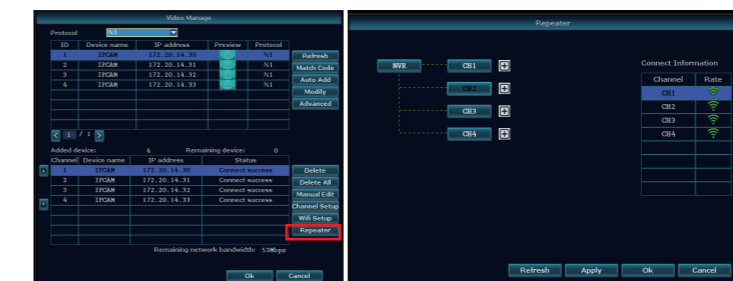 Video Manage
Protocol N1
ID Device name IP address Preview Protocol
1 IPCAM 172.20.14.30 N1
2 IPCAM 172.20.14.31 N1
3 IPCAM 172.20.14.32 N1
4 IPCAM 172.20.14.33 N1
Refresh
Match Code
Auto Add
Modify
Advanced
< 1 / 1 >
Added device: 4 Remaining device: 0
Channel Device name IP address Status
1 IPCAM 172.20.14.30 Connect success
2 IPCAM 172.20.14.31 Connect success
3 IPCAM 172.20.14.32 Connect success
4 IPCAM 172.20.14.33 Connect success
Delete
Delete All
Manual Edit
Channel Setup
Wifi Setup
Repeater
Remaining network bandwidth:
Ok Cancel
Repeater
NVR CH1
CH2
CH3
CH4
Connect Information
Channel Rate
CH1
CH2
CH3
CH4
Refresh Apply Ok Cancel